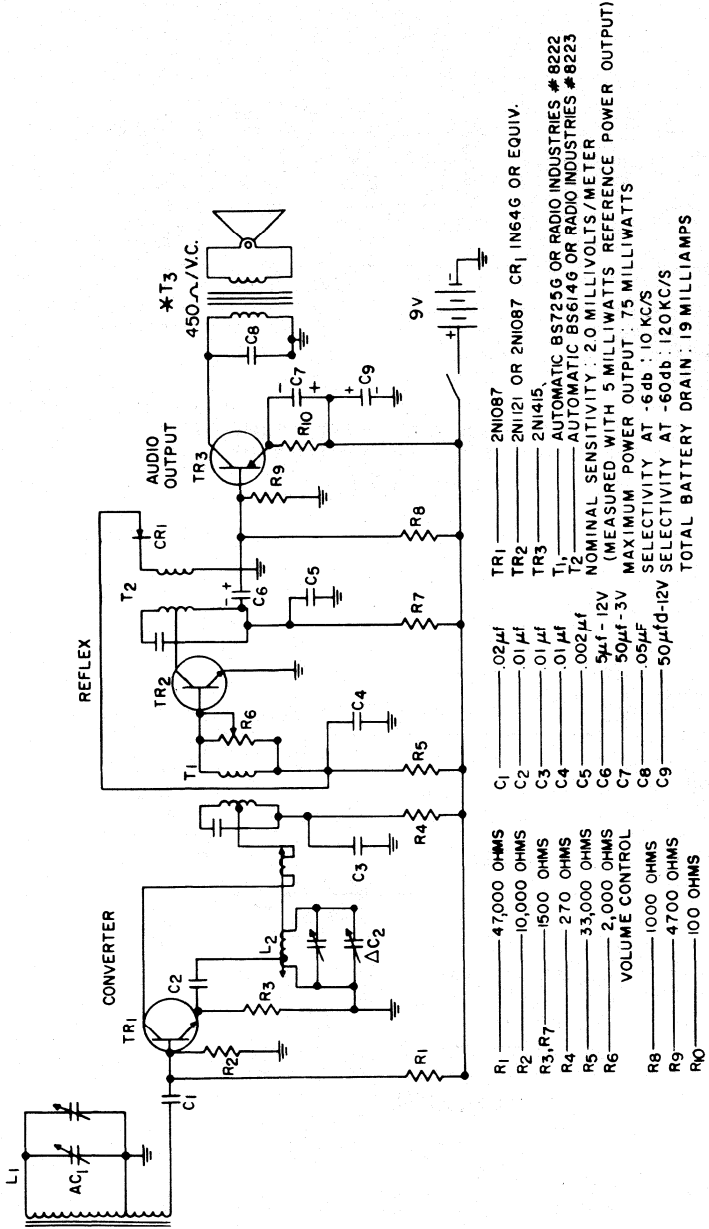 CONVERTER
REFLEX
AUDIO
OUTPUT
L1
AC1
C1
TR1
R2
R1
C2
R3
L2
ΔC2
C3
R4
T1
R6
R5
C4
TR2
T2
C5
R7
C6
- +
CR1
R8
R9
TR3
R10
- C7 +
+ C9 -
C8
*T3
450Ω/V.C.
9V
+ -
R1 47,000 OHMS
R2 10,000 OHMS
R3,R7 1500 OHMS
R4 270 OHMS
R5 33,000 OHMS
R6 2,000 OHMS
VOLUME CONTROL
R8 1000 OHMS
R9 4700 OHMS
R10 100 OHMS
C1 .02µf
C2 .01µf
C3 .01µf
C4 .01µf
C5 .002µf
C6 5µf-12V
C7 50µf-3V
C8 .05µF
C9 50µfd-12V
TR1 2N1087
TR2 2N1121 OR 2N1087 CR1 IN64G OR EQUIV.
TR3 2N1415,
T1, AUTOMATIC BS725G OR RADIO INDUSTRIES #8222
T2 AUTOMATIC BS614G OR RADIO INDUSTRIES #8223
NOMINAL SENSITIVITY: 2.0 MILLIVOLTS/METER
(MEASURED WITH 5 MILLIWATTS REFERENCE POWER OUTPUT)
MAXIMUM POWER OUTPUT: 75 MILLIWATTS
SELECTIVITY AT -6db: 10 KC/S
SELECTIVITY AT -60db: 120KC/S
TOTAL BATTERY DRAIN: 19 MILLIAMPS